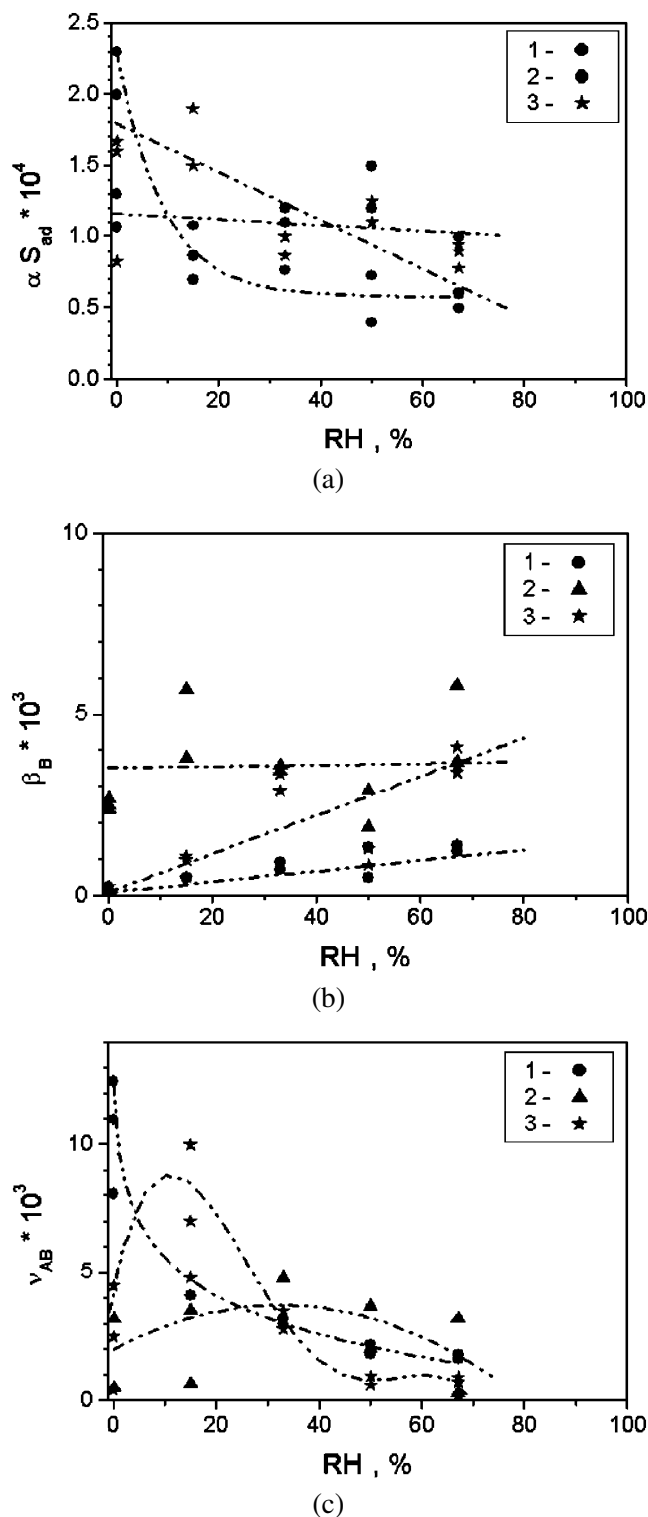 2.5
2.0
1.5
1.0
0.5
0.0
α S_ad * 10^4
1 - ●
2 - ●
3 - ★
0 20 40 60 80 100
RH , %
(a)
10
5
0
β_B * 10^3
1 - ●
2 - ▲
3 - ★
0 20 40 60 80 100
RH , %
(b)
10
5
0
ν_AB * 10^3
1 - ●
2 - ▲
3 - ★
0 20 40 60 80 100
RH , %
(c)